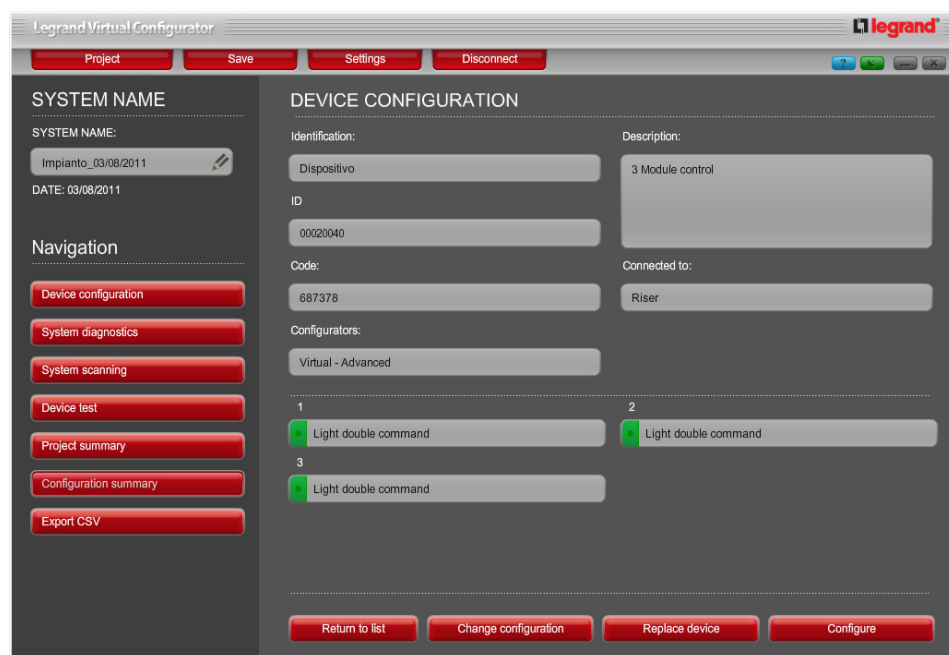 Legrand Virtual Configurator
legrand
Project Save Settings Disconnect
?
SYSTEM NAME
SYSTEM NAME:
Impianto_03/08/2011
DATE: 03/08/2011
Navigation
Device configuration
System diagnostics
System scanning
Device test
Project summary
Configuration summary
Export CSV
DEVICE CONFIGURATION
Identification:
Dispositivo
ID
00020040
Code:
687378
Configurators:
Virtual - Advanced
Description:
3 Module control
Connected to:
Riser
1
Light double command
2
Light double command
3
Light double command
Return to list Change configuration Replace device Configure